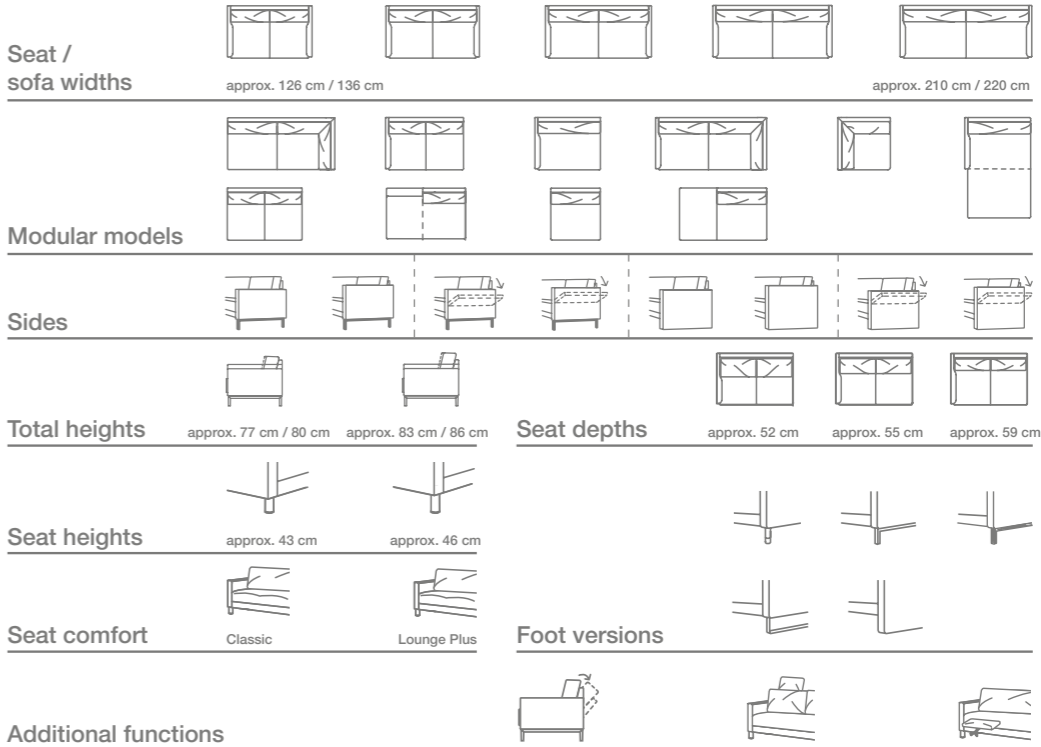 Seat /
sofa widths
approx. 126 cm / 136 cm
approx. 210 cm / 220 cm
Modular models
Sides
Total heights
approx. 77 cm / 80 cm
approx. 83 cm / 86 cm
Seat depths
approx. 52 cm
approx. 55 cm
approx. 59 cm
Seat heights
approx. 43 cm
approx. 46 cm
Seat comfort
Classic
Lounge Plus
Foot versions
Additional functions